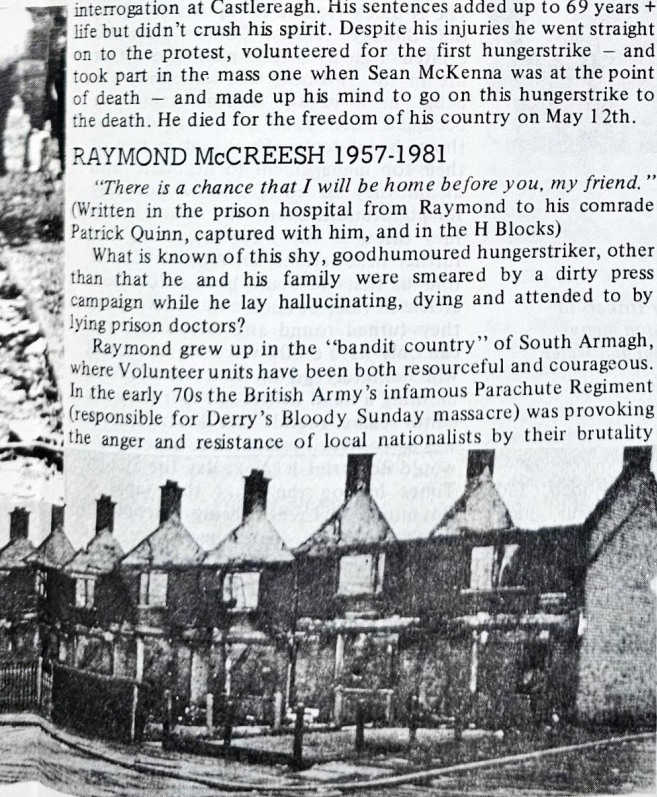 interrogation at Castlereagh. His sentences added up to 69 years +
life but didn't crush his spirit. Despite his injuries he went straight
on to the protest, volunteered for the first hungerstrike — and
took part in the mass one when Sean McKenna was at the point
of death — and made up his mind to go on this hungerstrike to
the death. He died for the freedom of his country on May 12th.
RAYMOND McCREESH 1957-1981
"There is a chance that I will be home before you, my friend."
(Written in the prison hospital from Raymond to his comrade
Patrick Quinn, captured with him, and in the H Blocks)
What is known of this shy, goodhumoured hungerstriker, other
than that he and his family were smeared by a dirty press
campaign while he lay hallucinating, dying and attended to by
lying prison doctors?
Raymond grew up in the "bandit country" of South Armagh,
where Volunteer units have been both resourceful and courageous.
In the early 70s the British Army's infamous Parachute Regiment
(responsible for Derry's Bloody Sunday massacre) was provoking
the anger and resistance of local nationalists by their brutality